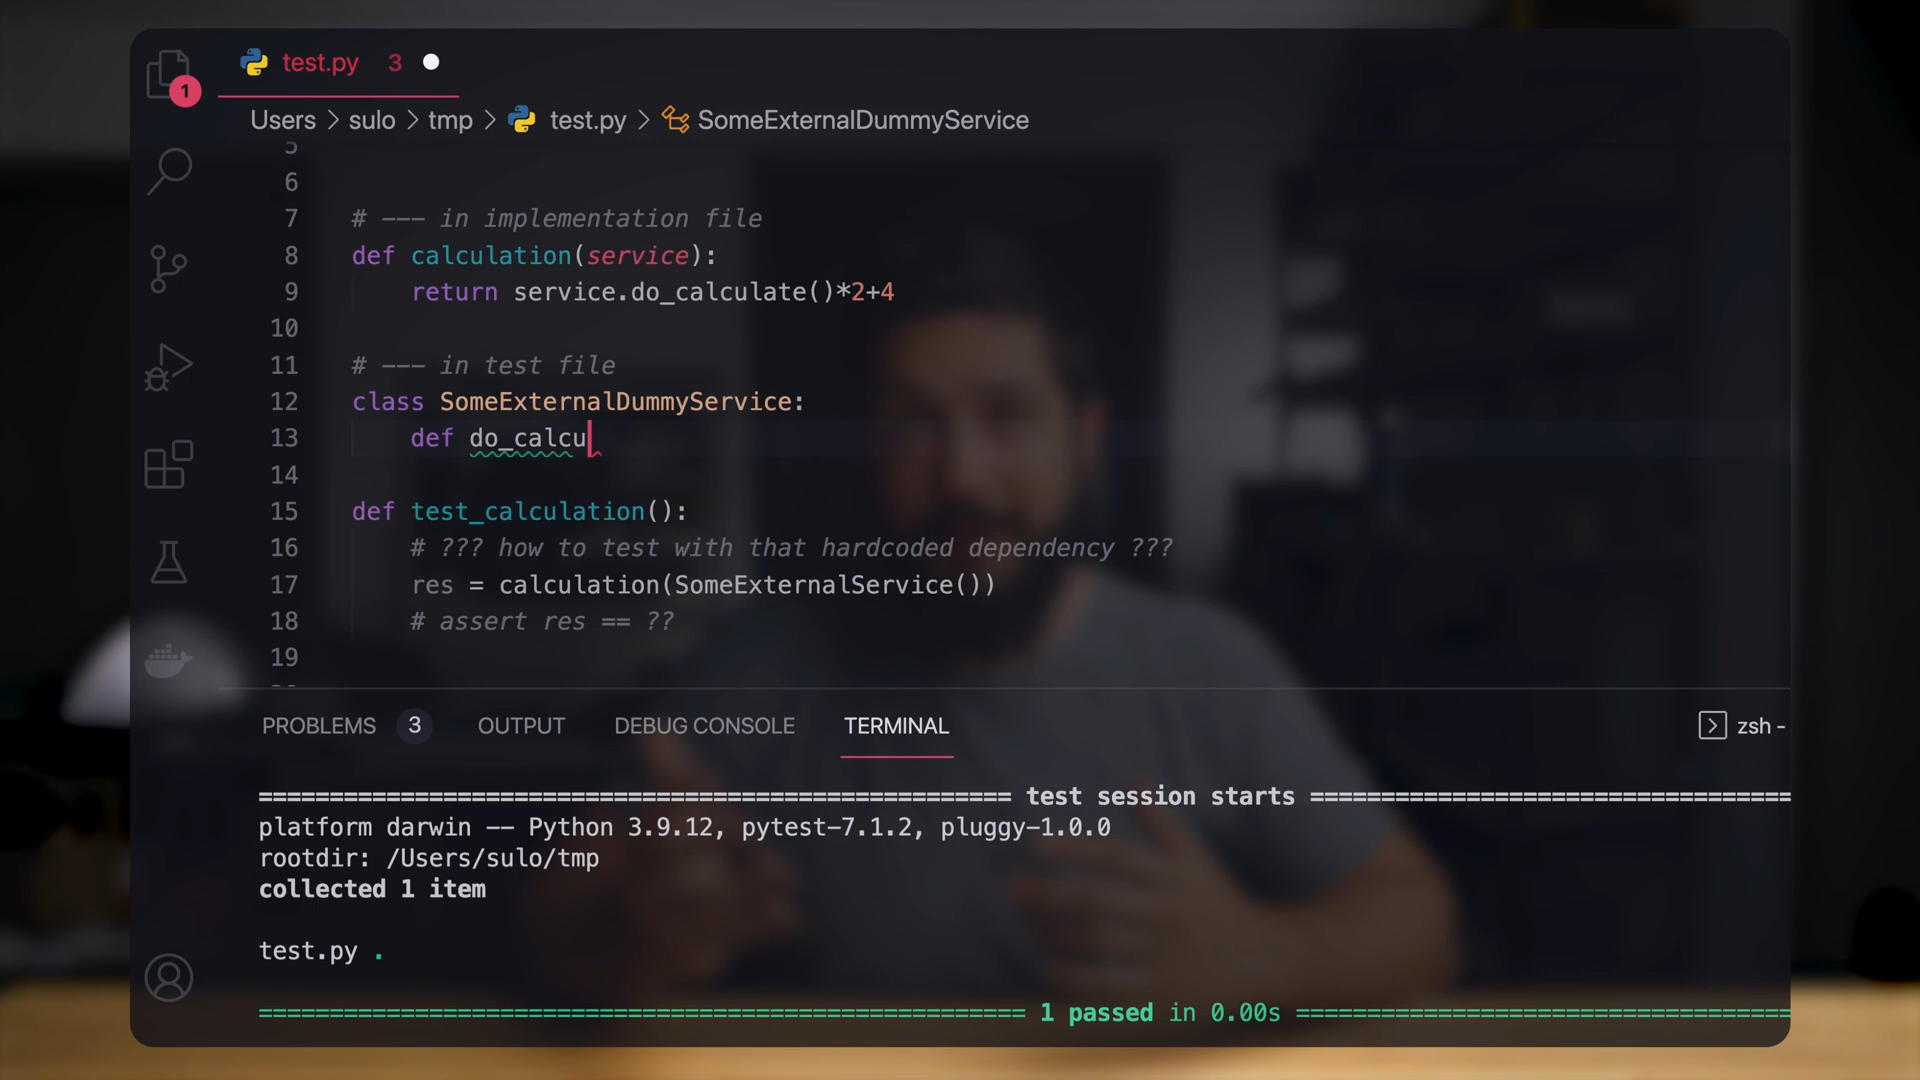 test.py 3
1
Users > sulo > tmp > test.py > SomeExternalDummyService
5
6
7 # --- in implementation file
8 def calculation(service):
9 return service.do_calculate()*2+4
10
11 # --- in test file
12 class SomeExternalDummyService:
13 def do_calcu
14
15 def test_calculation():
16 # ??? how to test with that hardcoded dependency ???
17 res = calculation(SomeExternalService())
18 # assert res == ??
19
PROBLEMS 3 OUTPUT DEBUG CONSOLE TERMINAL zsh -
===================================================== test session starts ==================================
platform darwin -- Python 3.9.12, pytest-7.1.2, pluggy-1.0.0
rootdir: /Users/sulo/tmp
collected 1 item
test.py .
====================================================== 1 passed in 0.00s ===================================